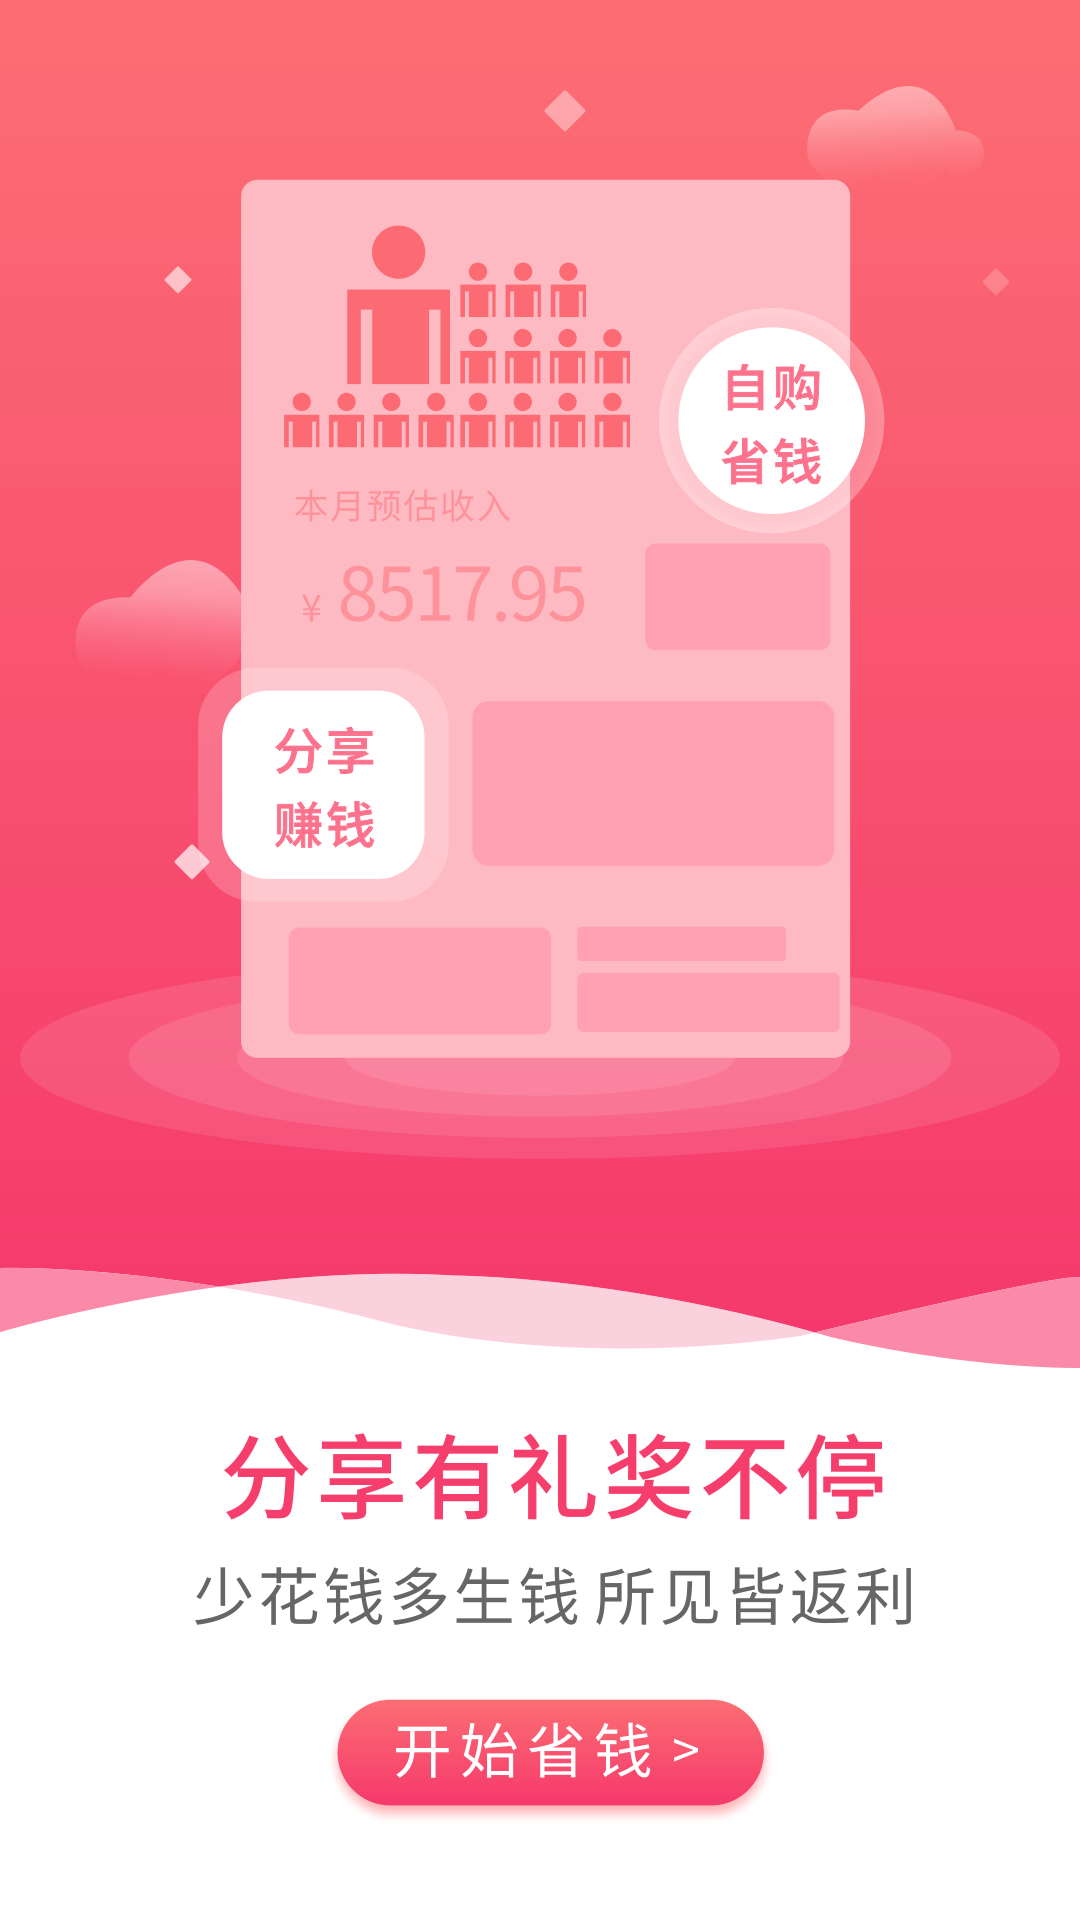 自购
省钱
本月预估收入
¥ 8517.95
分享
赚钱
分享有礼奖不停
少花钱多生钱 所见皆返利
开始省钱 >